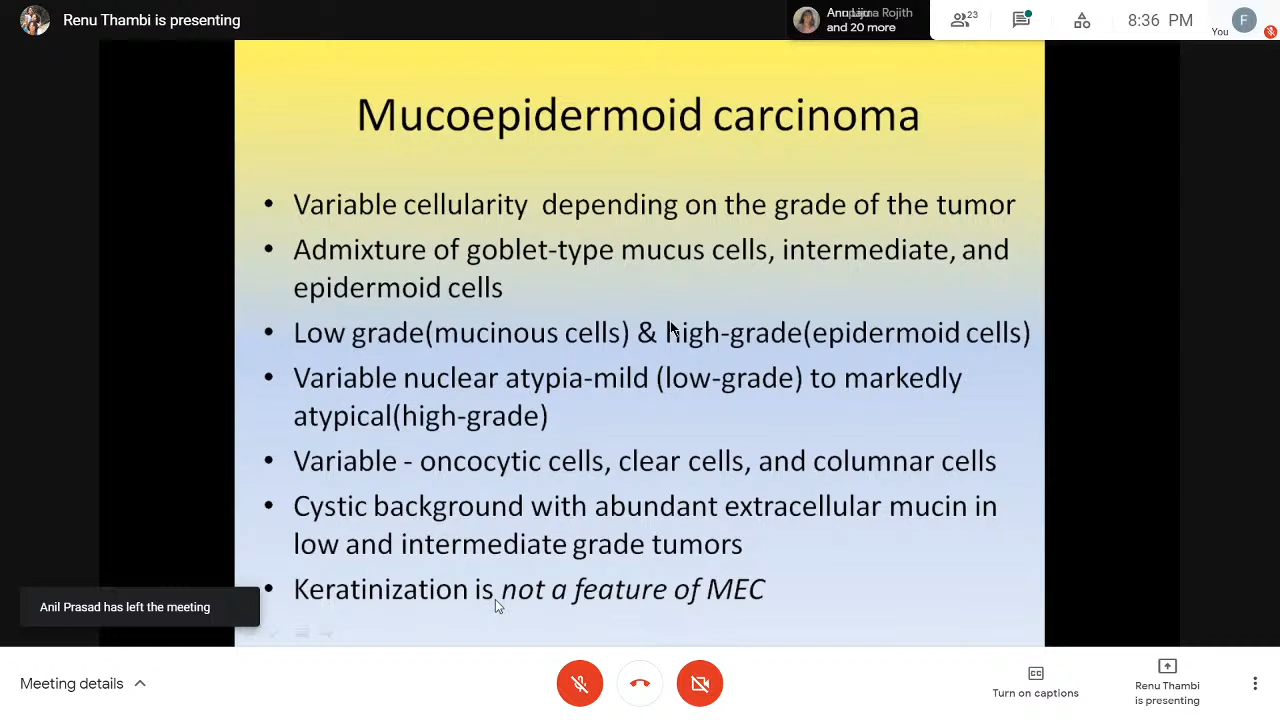 Renu Thambi is presenting
and 20 more
23
8:36 PM
You
F
Mucoepidermoid carcinoma
• Variable cellularity depending on the grade of the tumor
• Admixture of goblet-type mucus cells, intermediate, and
epidermoid cells
• Low grade(mucinous cells) & high-grade(epidermoid cells)
• Variable nuclear atypia-mild (low-grade) to markedly
atypical(high-grade)
• Variable - oncocytic cells, clear cells, and columnar cells
• Cystic background with abundant extracellular mucin in
low and intermediate grade tumors
• Keratinization is not a feature of MEC
Anil Prasad has left the meeting
Meeting details
CC
Turn on captions
Renu Thambi
is presenting